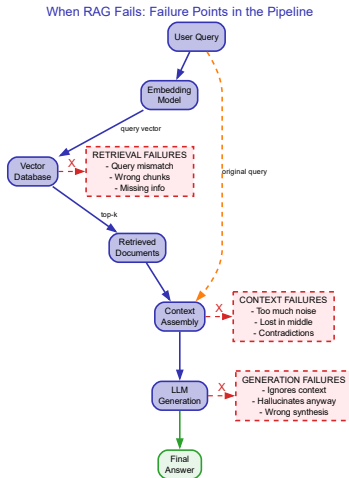 When RAG Fails: Failure Points in the Pipeline
User Query
Embedding
Model
query vector
Vector
Database
X
RETRIEVAL FAILURES
- Query mismatch
- Wrong chunks
- Missing info
original query
top-k
Retrieved
Documents
Context
Assembly
X
CONTEXT FAILURES
- Too much noise
- Lost in middle
- Contradictions
LLM
Generation
X
GENERATION FAILURES
- Ignores context
- Hallucinates anyway
- Wrong synthesis
Final
Answer